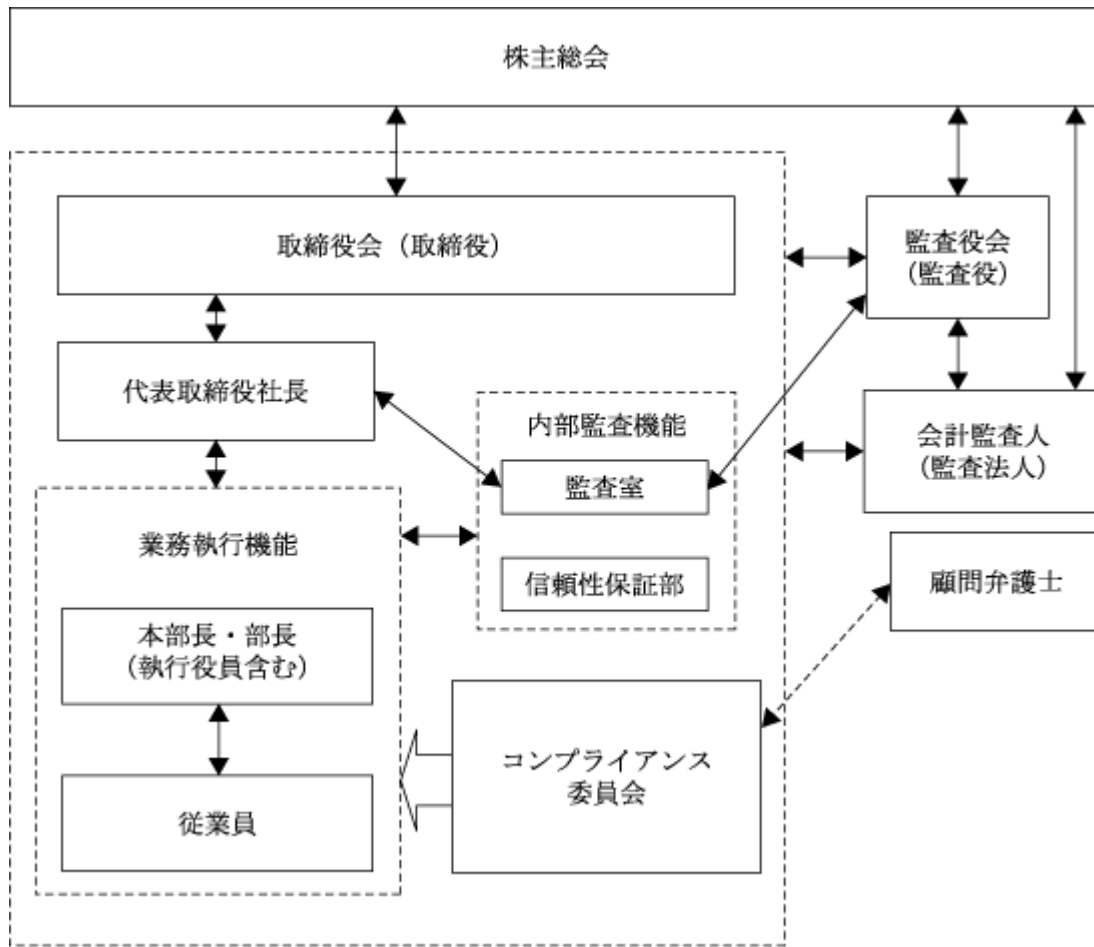 株主総会
取締役会（取締役）
監査役会
（監査役）
代表取締役社長
内部監査機能
会計監査人
（監査法人）
監査室
業務執行機能
信頼性保証部
顧問弁護士
本部長・部長
（執行役員含む）
コンプライアンス
委員会
従業員